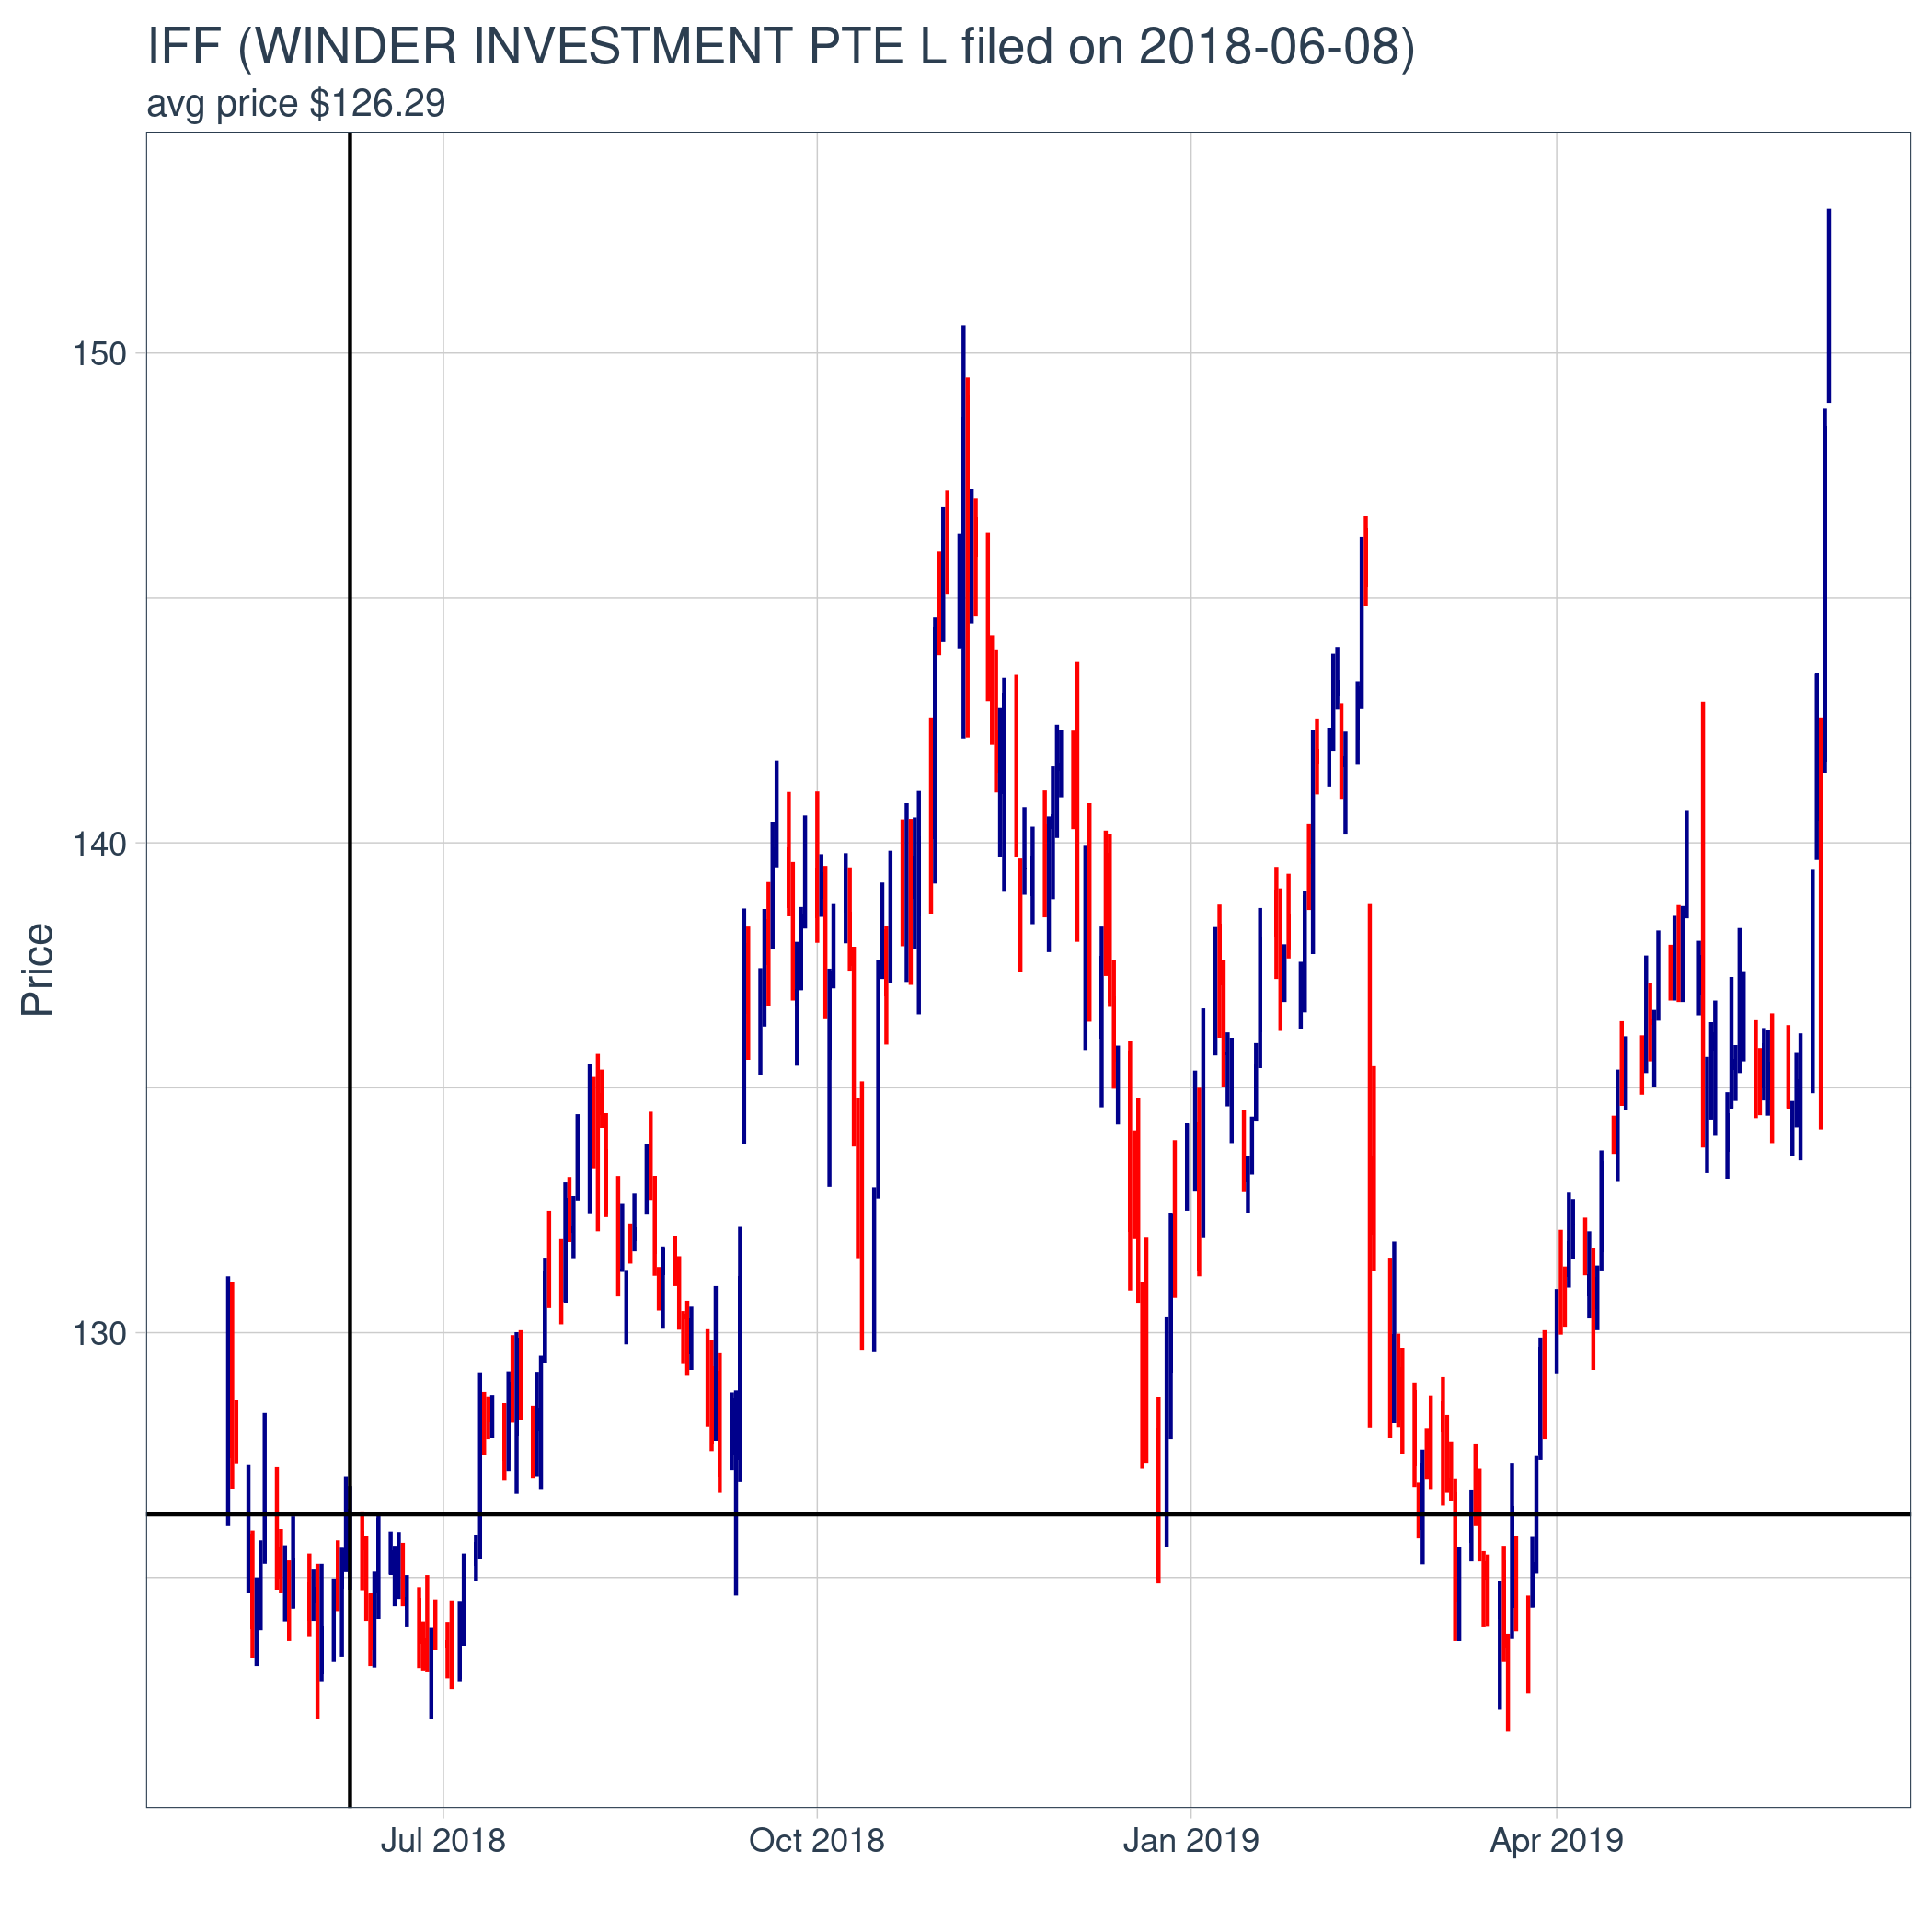 IFF (WINDER INVESTMENT PTE L filed on 2018-06-08)
avg price $126.29
150
140
130
Price
Jul 2018
Oct 2018
Jan 2019
Apr 2019